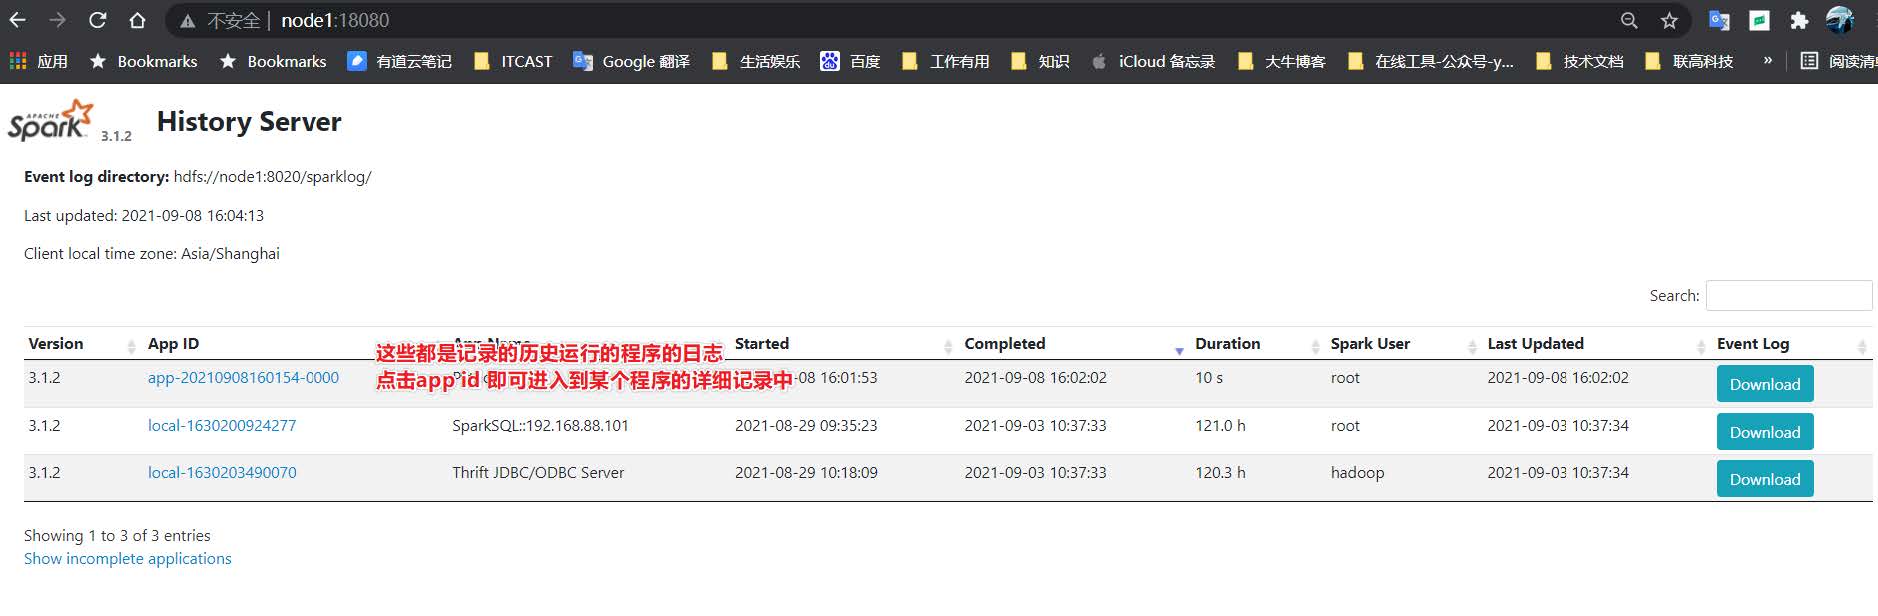 不安全 | node1:18080
应用 Bookmarks Bookmarks 有道云笔记 ITCAST Google 翻译 生活娱乐 百度 工作有用 知识 iCloud 备忘录 大牛博客 在线工具-公众号-y... 技术文档 联高科技 » 阅读清
APACHE Spark 3.1.2 History Server
Event log directory: hdfs://node1:8020/sparklog/
Last updated: 2021-09-08 16:04:13
Client local time zone: Asia/Shanghai
Search:
Version App ID App Name Started Completed Duration Spark User Last Updated Event Log
这些都是记录的历史运行的程序的日志
点击app id 即可进入到某个程序的详细记录中
3.1.2 app-20210908160154-0000 -08 16:01:53 2021-09-08 16:02:02 10 s root 2021-09-08 16:02:02 Download
3.1.2 local-1630200924277 SparkSQL::192.168.88.101 2021-08-29 09:35:23 2021-09-03 10:37:33 121.0 h root 2021-09-03 10:37:34 Download
3.1.2 local-1630203490070 Thrift JDBC/ODBC Server 2021-08-29 10:18:09 2021-09-03 10:37:33 120.3 h hadoop 2021-09-03 10:37:34 Download
Showing 1 to 3 of 3 entries
Show incomplete applications